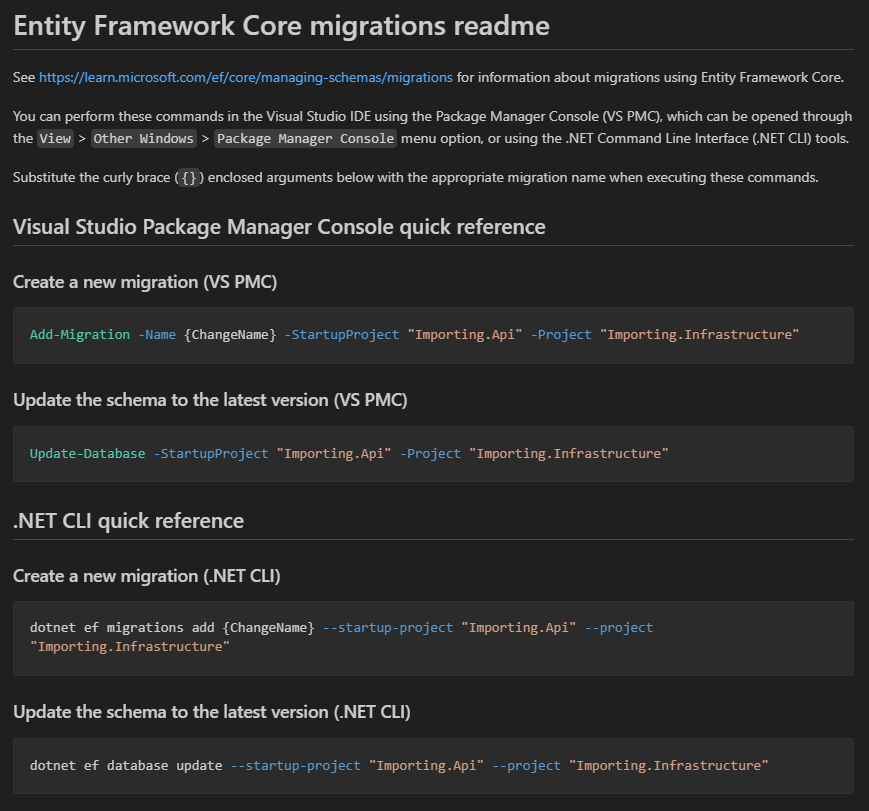 Entity Framework Core migrations readme
See https://learn.microsoft.com/ef/core/managing-schemas/migrations for information about migrations using Entity Framework Core.
You can perform these commands in the Visual Studio IDE using the Package Manager Console (VS PMC), which can be opened through
the View > Other Windows > Package Manager Console menu option, or using the .NET Command Line Interface (.NET CLI) tools.
Substitute the curly brace ({}) enclosed arguments below with the appropriate migration name when executing these commands.
Visual Studio Package Manager Console quick reference
Create a new migration (VS PMC)
Add-Migration -Name {ChangeName} -StartupProject "Importing.Api" -Project "Importing.Infrastructure"
Update the schema to the latest version (VS PMC)
Update-Database -StartupProject "Importing.Api" -Project "Importing.Infrastructure"
.NET CLI quick reference
Create a new migration (.NET CLI)
dotnet ef migrations add {ChangeName} --startup-project "Importing.Api" --project
"Importing.Infrastructure"
Update the schema to the latest version (.NET CLI)
dotnet ef database update --startup-project "Importing.Api" --project "Importing.Infrastructure"